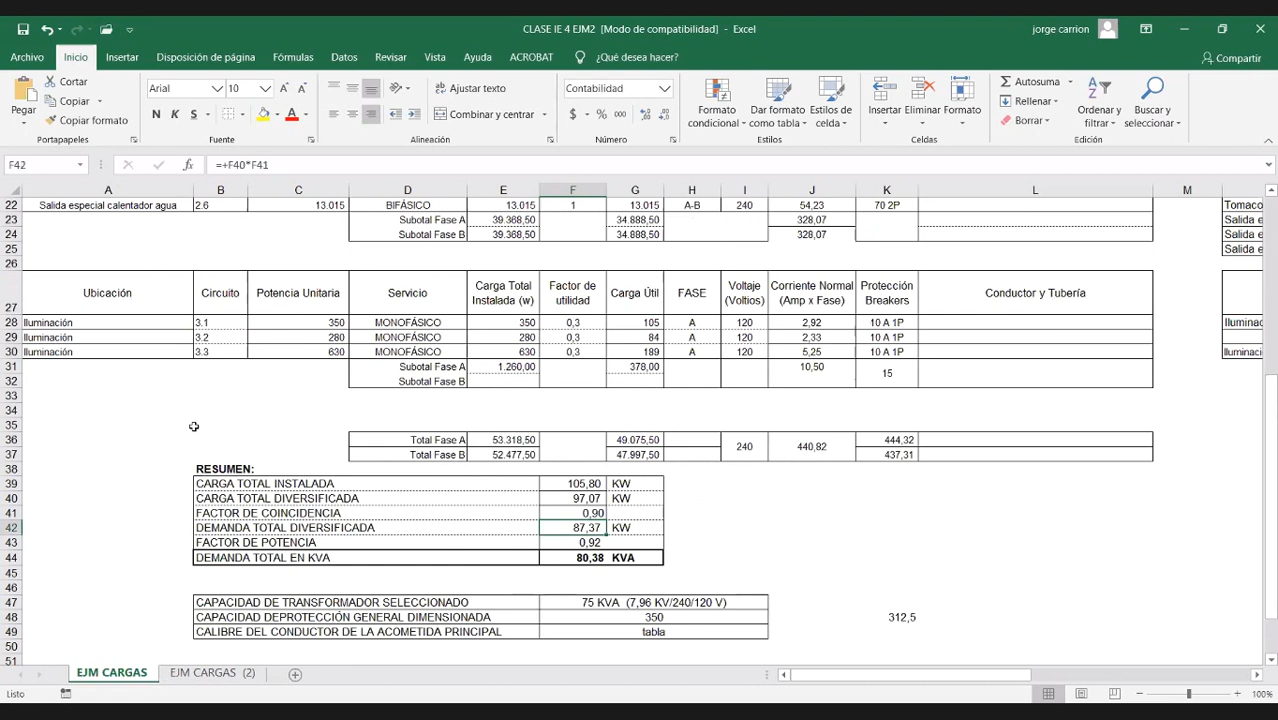 CLASE IE 4 EJM2 [Modo de compatibilidad] - Excel
jorge carrion
Archivo Inicio Insertar Disposición de página Fórmulas Datos Revisar Vista Ayuda ACROBAT ¿Qué desea hacer? Compartir
Pegar Cortar Copiar Copiar formato
Arial 10 Ajustar texto Contabilidad
N K S Combinar y centrar $ % 000
Formato condicional Dar formato como tabla Estilos de celda Insertar Eliminar Formato Autosuma Rellenar Borrar Ordenar y filtrar Buscar y seleccionar
Portapapeles Fuente Alineación Número Estilos Celdas Edición
F42 fx =+F40*F41
A B C D E F G H I J K L M
22 Salida especial calentador agua 2.6 13.015 BIFÁSICO 13.015 1 13.015 A-B 240 54,23 70 2P Tomaco
23 Subtotal Fase A 39.368,50 34.888,50 328,07 Salida e
24 Subtotal Fase B 39.368,50 34.888,50 328,07 Salida e
25 Salida e
26
27 Ubicación Circuito Potencia Unitaria Servicio Carga Total Instalada (w) Factor de utilidad Carga Útil FASE Voltaje (Voltios) Corriente Normal (Amp x Fase) Protección Breakers Conductor y Tubería
28 Iluminación 3.1 350 MONOFÁSICO 350 0,3 105 A 120 2,92 10 A 1P Iluminac
29 Iluminación 3.2 280 MONOFÁSICO 280 0,3 84 A 120 2,33 10 A 1P
30 Iluminación 3.3 630 MONOFÁSICO 630 0,3 189 A 120 5,25 10 A 1P Iluminaci
31 Subtotal Fase A 1.260,00 378,00 10,50 15
32 Subtotal Fase B
33
34
35
36 Total Fase A 53.318,50 49.075,50 240 440,82 444,32
37 Total Fase B 52.477,50 47.997,50 437,31
38 RESUMEN:
39 CARGA TOTAL INSTALADA 105,80 KW
40 CARGA TOTAL DIVERSIFICADA 97,07 KW
41 FACTOR DE COINCIDENCIA 0,90
42 DEMANDA TOTAL DIVERSIFICADA 87,37 KW
43 FACTOR DE POTENCIA 0,92
44 DEMANDA TOTAL EN KVA 80,38 KVA
45
46
47 CAPACIDAD DE TRANSFORMADOR SELECCIONADO 75 KVA (7,96 KV/240/120 V)
48 CAPACIDAD DEPROTECCIÓN GENERAL DIMENSIONADA 350 312,5
49 CALIBRE DEL CONDUCTOR DE LA ACOMETIDA PRINCIPAL tabla
50
51
EJM CARGAS EJM CARGAS (2)
Listo 100%